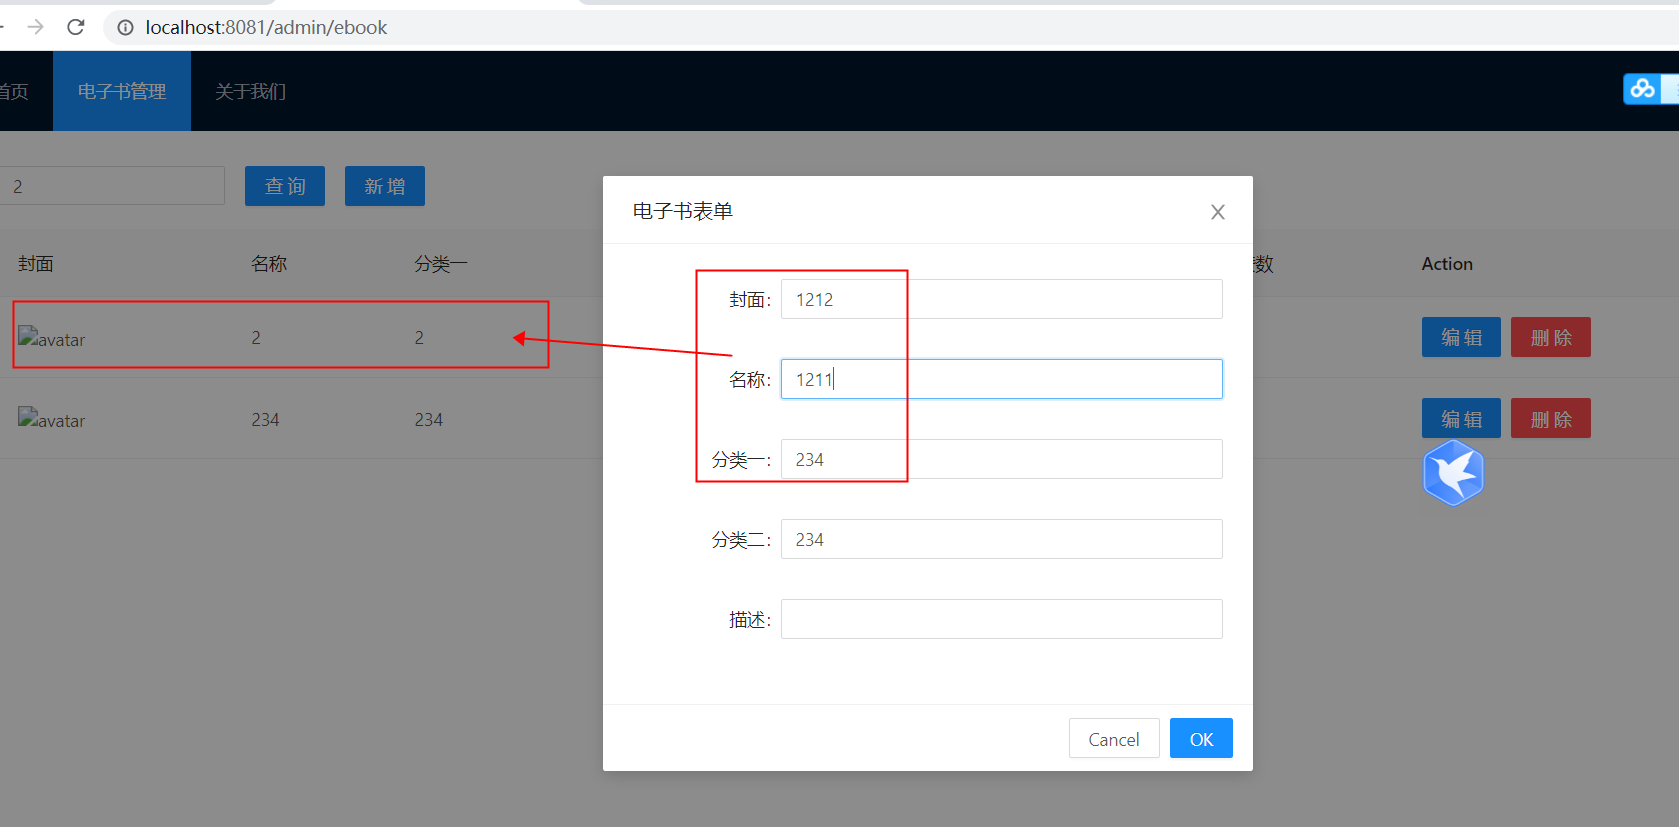 localhost:8081/admin/ebook
首页 电子书管理 关于我们
2 查 询 新 增
封面 名称 分类一 数 Action
avatar 2 2 编 辑 删 除
avatar 234 234 编 辑 删 除
电子书表单
封面: 1212
名称: 1211
分类一: 234
分类二: 234
描述:
Cancel OK